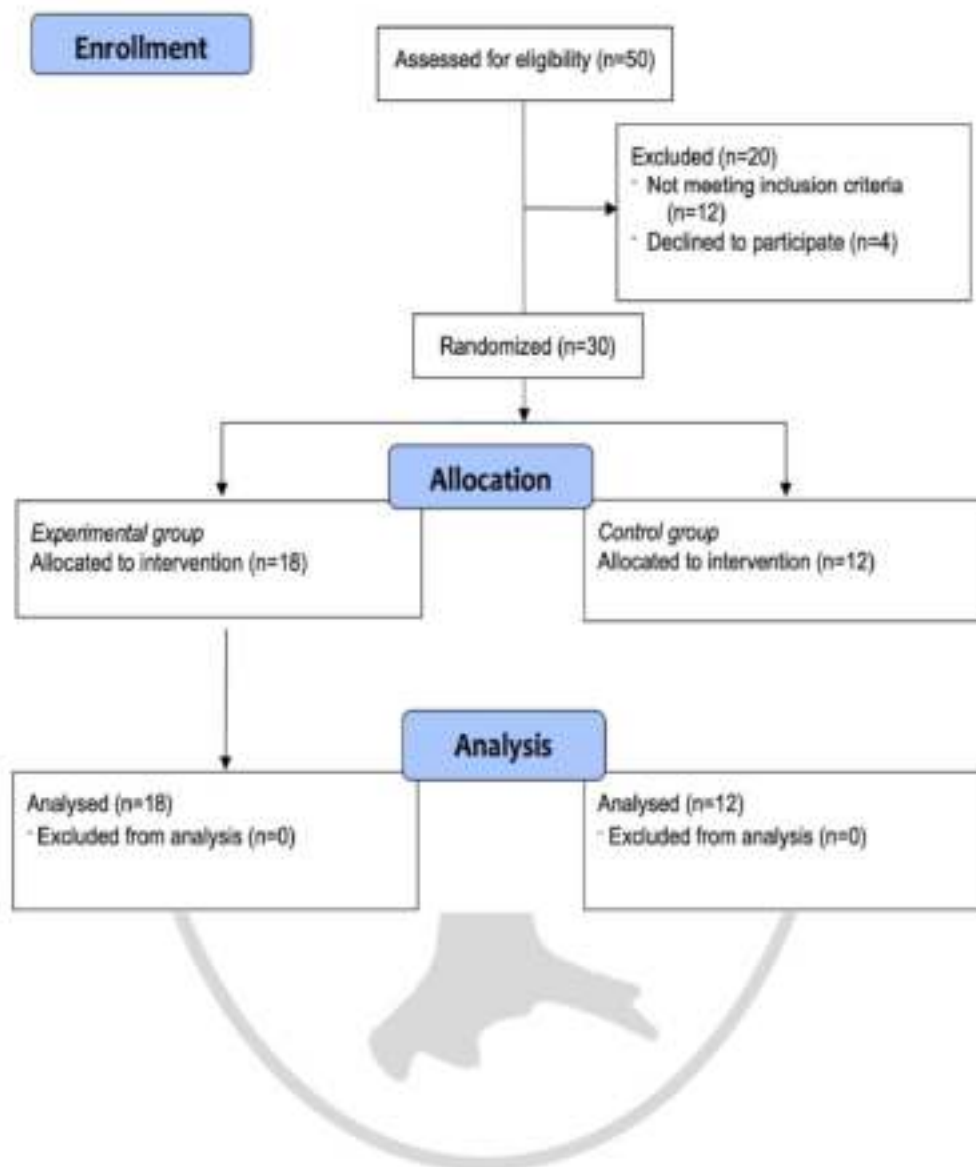 Enrollment
Assessed for eligibility (n=50)
Excluded (n=20)
- Not meeting inclusion criteria
(n=12)
- Declined to participate (n=4)
Randomized (n=30)
Allocation
Experimental group
Allocated to intervention (n=18)
Control group
Allocated to intervention (n=12)
Analysis
Analysed (n=18)
- Excluded from analysis (n=0)
Analysed (n=12)
- Excluded from analysis (n=0)